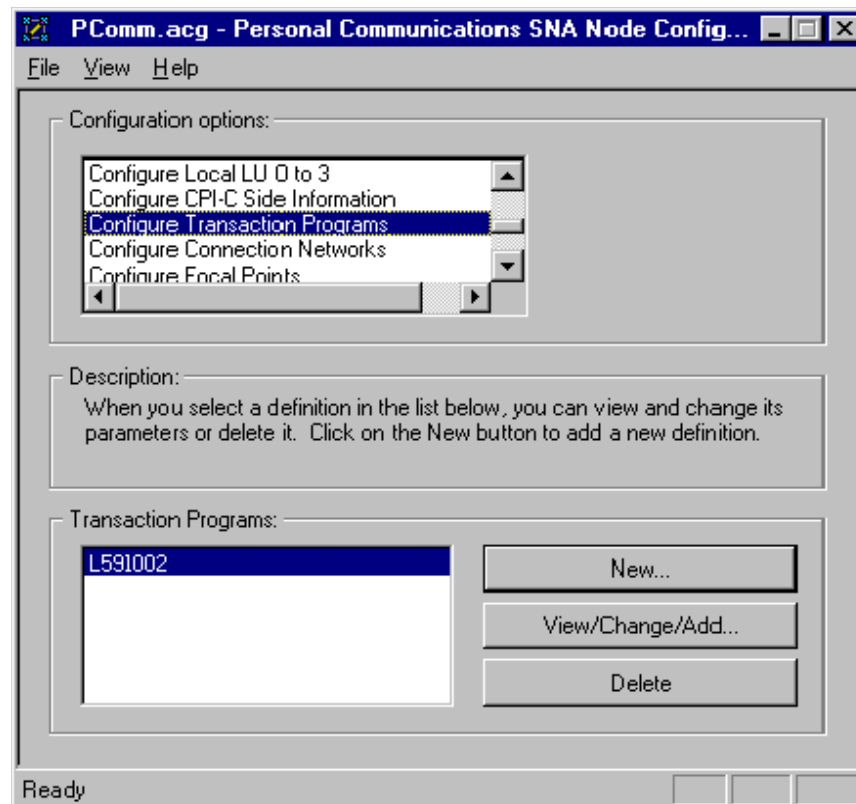 PComm.acg - Personal Communications SNA Node Config...
File View Help
Configuration options:
Configure Local LU 0 to 3
Configure CPI-C Side Information
Configure Transaction Programs
Configure Connection Networks
Configure Focal Points
Description:
When you select a definition in the list below, you can view and change its
parameters or delete it. Click on the New button to add a new definition.
Transaction Programs:
L591002
New...
View/Change/Add...
Delete
Ready